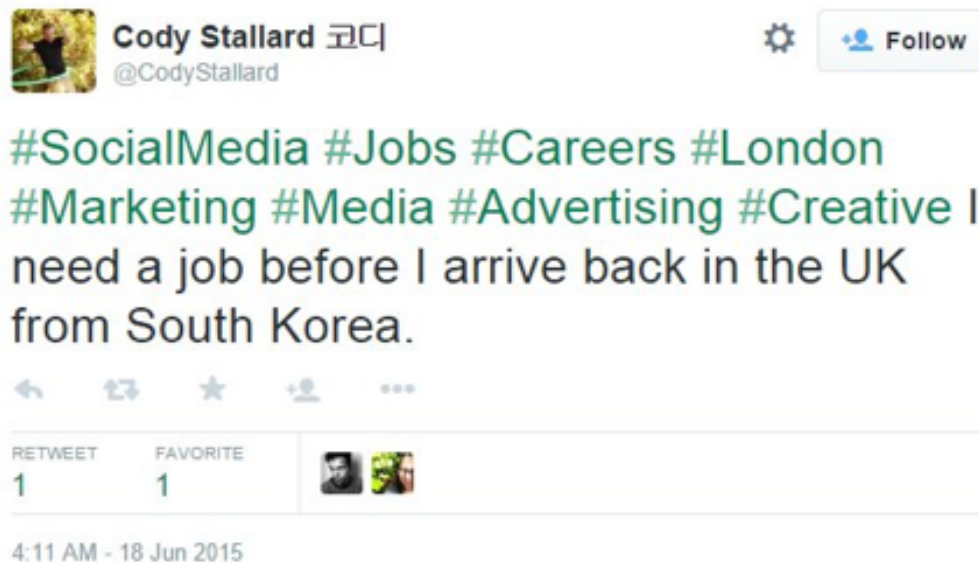 Cody Stallard 코디
@CodyStallard
Follow
#SocialMedia #Jobs #Careers #London
#Marketing #Media #Advertising #Creative I
need a job before I arrive back in the UK
from South Korea.
RETWEET FAVORITE
1 1
4:11 AM - 18 Jun 2015